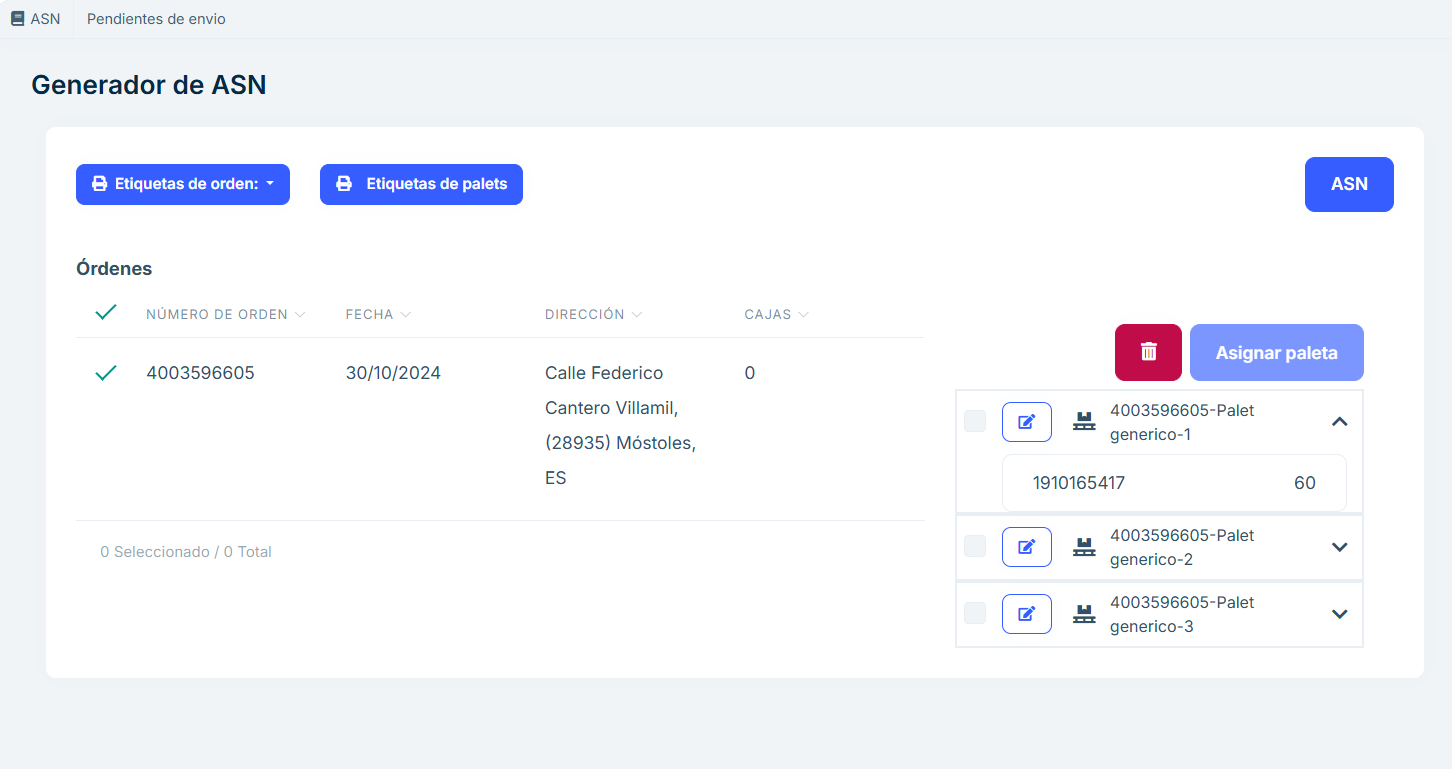 ASN
Pendientes de envio
Generador de ASN
Etiquetas de orden:
Etiquetas de palets
ASN
Órdenes
NÚMERO DE ORDEN
FECHA
DIRECCIÓN
CAJAS
4003596605
30/10/2024
Calle Federico
Cantero Villamil,
(28935) Móstoles,
ES
0
0 Seleccionado / 0 Total
Asignar paleta
4003596605-Palet
generico-1
1910165417
60
4003596605-Palet
generico-2
4003596605-Palet
generico-3